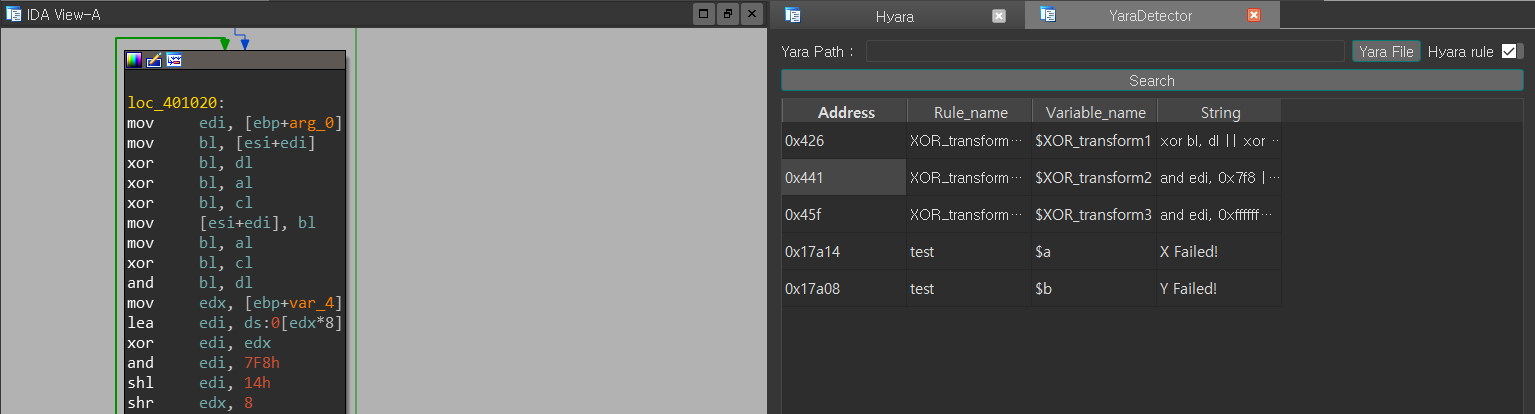 IDA View-A
loc_401020:
mov edi, [ebp+arg_0]
mov bl, [esi+edi]
xor bl, dl
xor bl, al
xor bl, cl
mov [esi+edi], bl
mov bl, al
xor bl, cl
and bl, dl
mov edx, [ebp+var_4]
lea edi, ds:0[edx*8]
xor edi, edx
and edi, 7F8h
shl edi, 14h
shr edx, 8
Hyara YaraDetector
Yara Path : Yara File Hyara rule
Search
Address Rule_name Variable_name String
0x426 XOR_transform… $XOR_transform1 xor bl, dl || xor …
0x441 XOR_transform… $XOR_transform2 and edi, 0x7f8 |…
0x45f XOR_transform… $XOR_transform3 and edi, 0xffffff…
0x17a14 test $a X Failed!
0x17a08 test $b Y Failed!